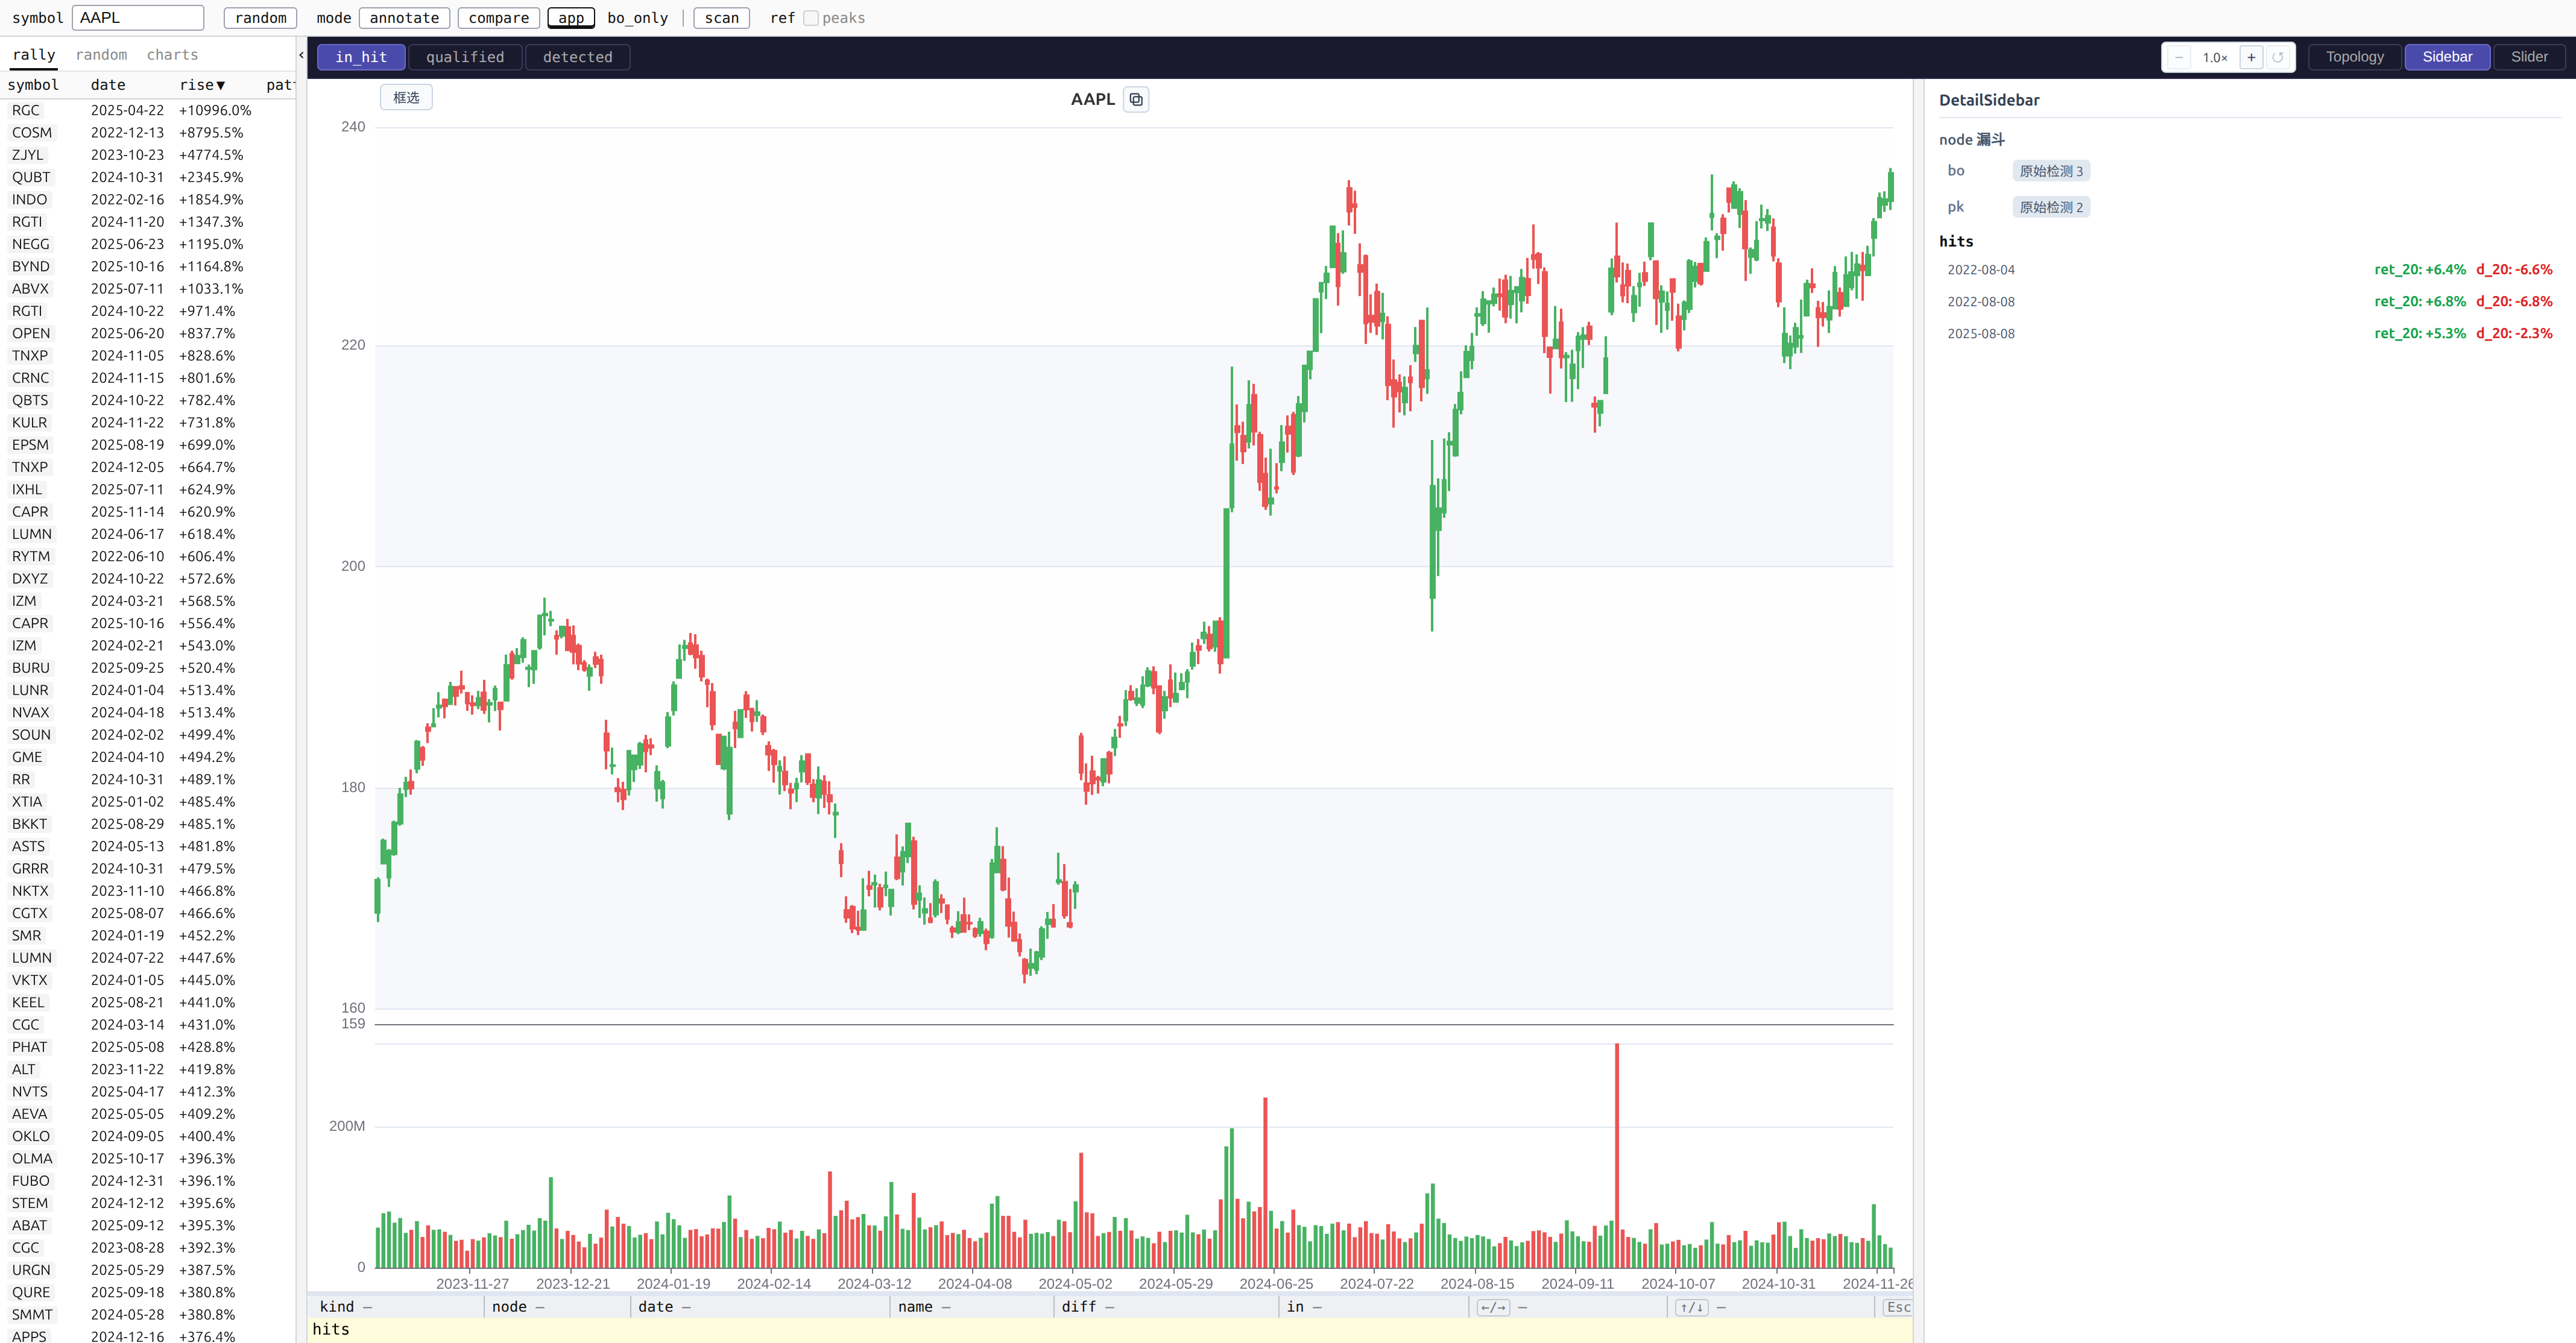 symbol AAPL random mode annotate compare app bo_only scan ref peaks
rally random charts
symbol date rise▼ patt
RGC 2025-04-22 +10996.0%
COSM 2022-12-13 +8795.5%
ZJYL 2023-10-23 +4774.5%
QUBT 2024-10-31 +2345.9%
INDO 2022-02-16 +1854.9%
RGTI 2024-11-20 +1347.3%
NEGG 2025-06-23 +1195.0%
BYND 2025-10-16 +1164.8%
ABVX 2025-07-11 +1033.1%
RGTI 2024-10-22 +971.4%
OPEN 2025-06-20 +837.7%
TNXP 2024-11-05 +828.6%
CRNC 2024-11-15 +801.6%
QBTS 2024-10-22 +782.4%
KULR 2024-11-22 +731.8%
EPSM 2025-08-19 +699.0%
TNXP 2024-12-05 +664.7%
IXHL 2025-07-11 +624.9%
CAPR 2025-11-14 +620.9%
LUMN 2024-06-17 +618.4%
RYTM 2022-06-10 +606.4%
DXYZ 2024-10-22 +572.6%
IZM 2024-03-21 +568.5%
CAPR 2025-10-16 +556.4%
IZM 2024-02-21 +543.0%
BURU 2025-09-25 +520.4%
LUNR 2024-01-04 +513.4%
NVAX 2024-04-18 +513.4%
SOUN 2024-02-02 +499.4%
GME 2024-04-10 +494.2%
RR 2024-10-31 +489.1%
XTIA 2025-01-02 +485.4%
BKKT 2025-08-29 +485.1%
ASTS 2024-05-13 +481.8%
GRRR 2024-10-31 +479.5%
NKTX 2023-11-10 +466.8%
CGTX 2025-08-07 +466.6%
SMR 2024-01-19 +452.2%
LUMN 2024-07-22 +447.6%
VKTX 2024-01-05 +445.0%
KEEL 2025-08-21 +441.0%
CGC 2024-03-14 +431.0%
PHAT 2025-05-08 +428.8%
ALT 2023-11-22 +419.8%
NVTS 2025-04-17 +412.3%
AEVA 2025-05-05 +409.2%
OKLO 2024-09-05 +400.4%
OLMA 2025-10-17 +396.3%
FUBO 2024-12-31 +396.1%
STEM 2024-12-12 +395.6%
ABAT 2025-09-12 +395.3%
CGC 2023-08-28 +392.3%
URGN 2025-05-29 +387.5%
QURE 2025-09-18 +380.8%
SMMT 2024-05-28 +380.8%
APPS 2024-12-16 +376.4%
‹ in_hit qualified detected − 1.0× + ↺ Topology Sidebar Slider
框选 AAPL
240
220
200
180
160
159
200M
0
2023-11-27 2023-12-21 2024-01-19 2024-02-14 2024-03-12 2024-04-08 2024-05-02 2024-05-29 2024-06-25 2024-07-22 2024-08-15 2024-09-11 2024-10-07 2024-10-31 2024-11-26
kind — node — date — name — diff — in — ←/→ — ↑/↓ — Esc
hits
DetailSidebar
node 漏斗
bo 原始检测 3
pk 原始检测 2
hits
2022-08-04 ret_20: +6.4% d_20: -6.6%
2022-08-08 ret_20: +6.8% d_20: -6.8%
2025-08-08 ret_20: +5.3% d_20: -2.3%